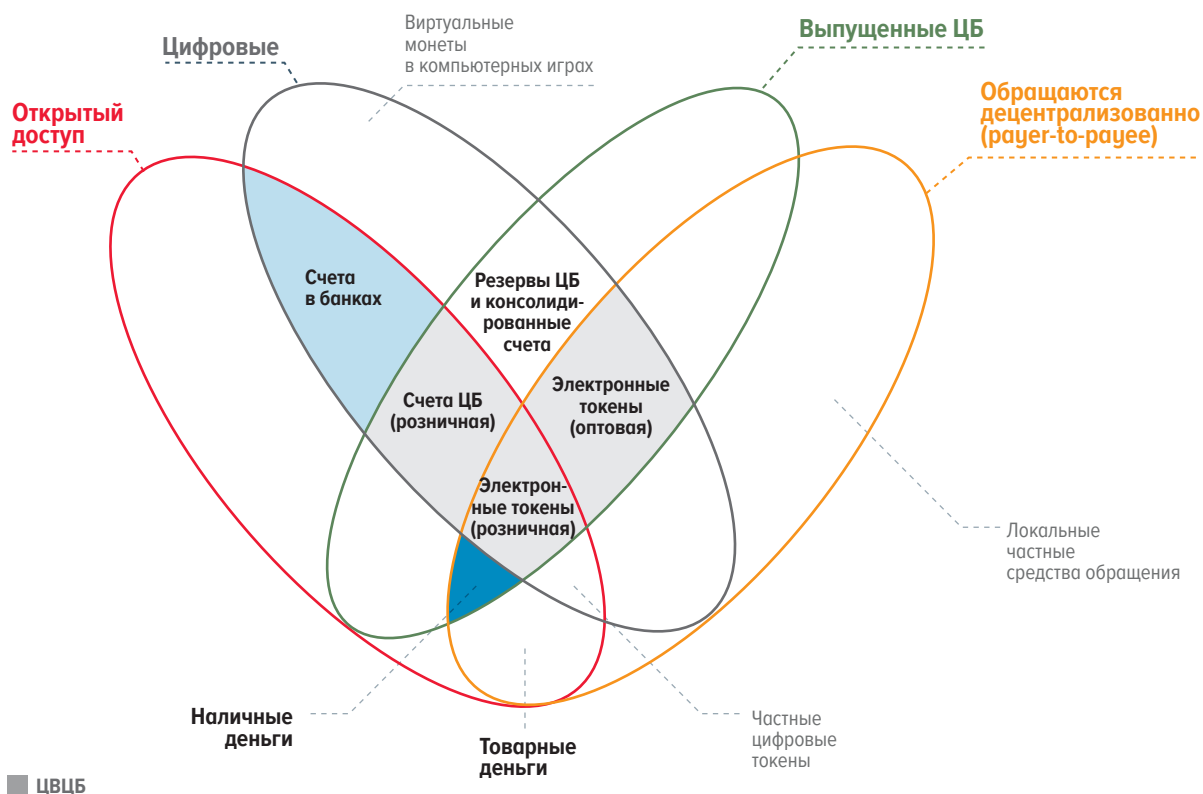 Виртуальные
монеты
в компьютерных играх
Цифровые
Выпущенные ЦБ
Открытый
доступ
Обращаются
децентрализованно
(payer-to-payee)
Счета
в банках
Резервы ЦБ
и консолиди-
рованные
счета
Счета ЦБ
(розничная)
Электронные
токены
(оптовая)
Электрон-
ные токены
(розничная)
Локальные
частные
средства обращения
Наличные
деньги
Товарные
деньги
Частные
цифровые
токены
ЦВЦБ